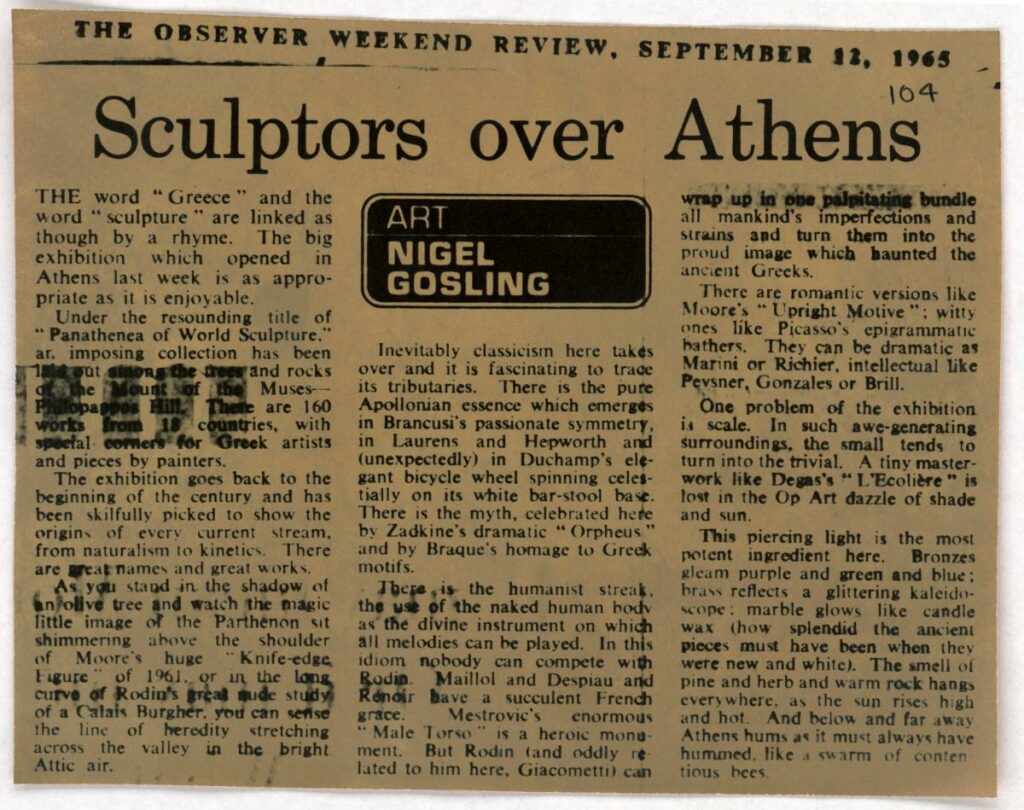 THE OBSERVER WEEKEND REVIEW, SEPTEMBER 12, 1965
104
Sculptors over Athens
THE word "Greece" and the
word "sculpture" are linked as
though by a rhyme. The big
exhibition which opened in
Athens last week is as appro-
priate as it is enjoyable.
Under the resounding title of
"Panathenea of World Sculpture,"
an imposing collection has been
laid out among the trees and rocks
of the Mount of the Muses—
Philopappos Hill. There are 160
works from 18 countries, with
special corners for Greek artists
and pieces by painters.
The exhibition goes back to the
beginning of the century and has
been skilfully picked to show the
origins of every current stream,
from naturalism to kinetics. There
are great names and great works.
As you stand in the shadow of
an olive tree and watch the magic
little image of the Parthenon sit
shimmering above the shoulder
of Moore's huge "Knife-edge
Figure" of 1961, or in the long
curve of Rodin's great nude study
of a Calais Burgher, you can sense
the line of heredity stretching
across the valley in the bright
Attic air.
ART
NIGEL
GOSLING
Inevitably classicism here takes
over and it is fascinating to trace
its tributaries. There is the pure
Apollonian essence which emerges
in Brancusi's passionate symmetry,
in Laurens and Hepworth and
(unexpectedly) in Duchamp's ele-
gant bicycle wheel spinning celes-
tially on its white bar-stool base.
There is the myth, celebrated here
by Zadkine's dramatic "Orpheus"
and by Braque's homage to Greek
motifs.
There is the humanist streak,
the use of the naked human body
as the divine instrument on which
all melodies can be played. In this
idiom nobody can compete with
Rodin. Maillol and Despiau and
Renoir have a succulent French
grace. Mestrovic's enormous
"Male Torso" is a heroic monu-
ment. But Rodin (and oddly re-
lated to him here, Giacometti) can
wrap up in one palpitating bundle
all mankind's imperfections and
strains and turn them into the
proud image which haunted the
ancient Greeks.
There are romantic versions like
Moore's "Upright Motive"; witty
ones like Picasso's epigrammatic
bathers. They can be dramatic as
Marini or Richier, intellectual like
Pevsner, Gonzales or Brill.
One problem of the exhibition
is scale. In such awe-generating
surroundings, the small tends to
turn into the trivial. A tiny master-
work like Degas's "L'Ecolière" is
lost in the Op Art dazzle of shade
and sun.
This piercing light is the most
potent ingredient here. Bronzes
gleam purple and green and blue;
brass reflects a glittering kaleido-
scope; marble glows like candle
wax (how splendid the ancient
pieces must have been when they
were new and white). The smell of
pine and herb and warm rock hangs
everywhere, as the sun rises high
and hot. And below and far away
Athens hums as it must always have
hummed, like a swarm of conten-
tious bees.